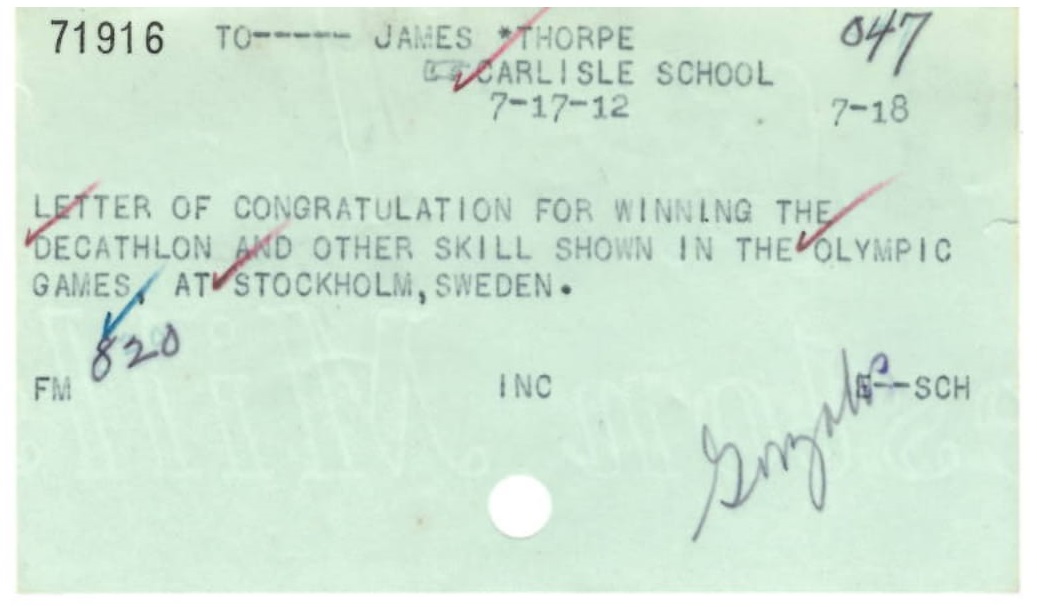 71916 TO----- JAMES *THORPE 047
CARLISLE SCHOOL
7-17-12 7-18
LETTER OF CONGRATULATION FOR WINNING THE
DECATHLON AND OTHER SKILL SHOWN IN THE OLYMPIC
GAMES, AT STOCKHOLM,SWEDEN.
820
FM INC E--SCH